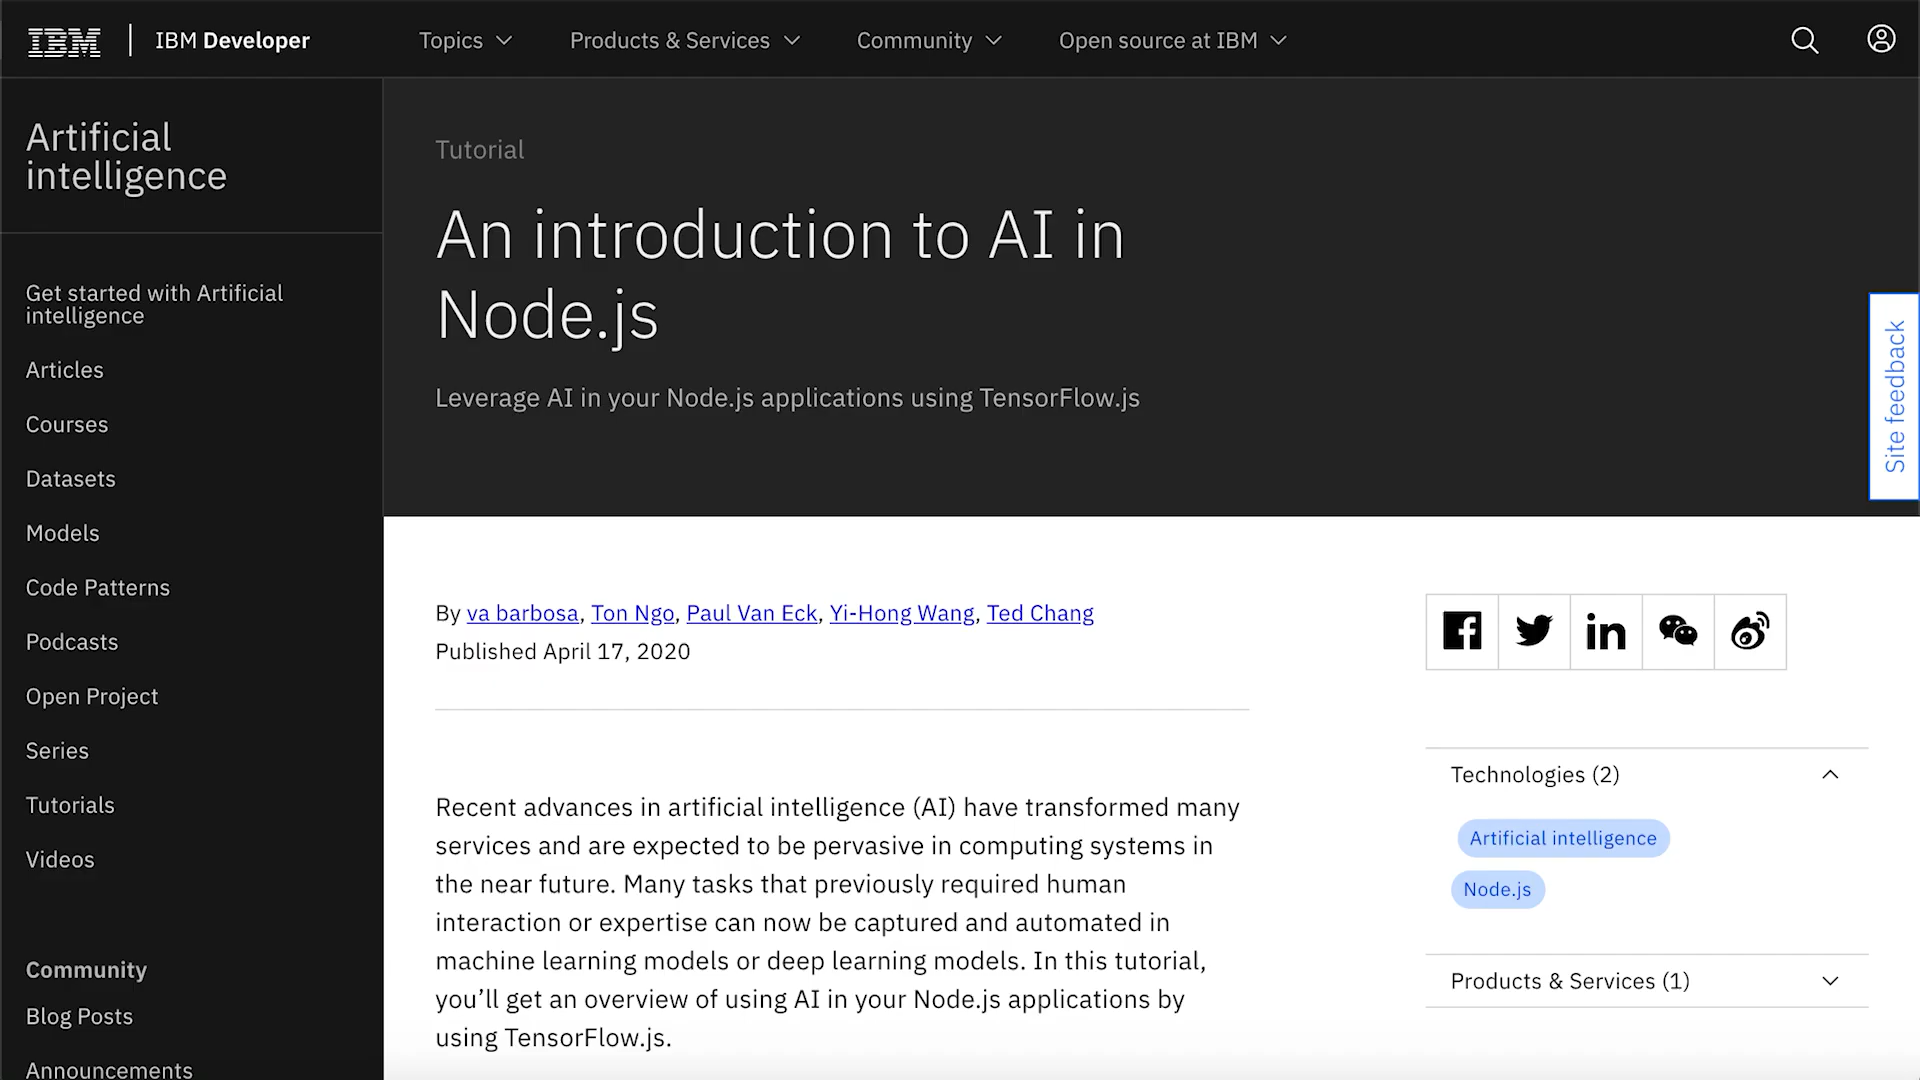 IBM
IBM Developer
Topics
Products & Services
Community
Open source at IBM
Artificial
intelligence
Get started with Artificial
intelligence
Articles
Courses
Datasets
Models
Code Patterns
Podcasts
Open Project
Series
Tutorials
Videos
Community
Blog Posts
Announcements
Tutorial
An introduction to AI in
Node.js
Leverage AI in your Node.js applications using TensorFlow.js
Site feedback
By va barbosa, Ton Ngo, Paul Van Eck, Yi-Hong Wang, Ted Chang
Published April 17, 2020
Recent advances in artificial intelligence (AI) have transformed many
services and are expected to be pervasive in computing systems in
the near future. Many tasks that previously required human
interaction or expertise can now be captured and automated in
machine learning models or deep learning models. In this tutorial,
you’ll get an overview of using AI in your Node.js applications by
using TensorFlow.js.
Technologies (2)
Artificial intelligence
Node.js
Products & Services (1)